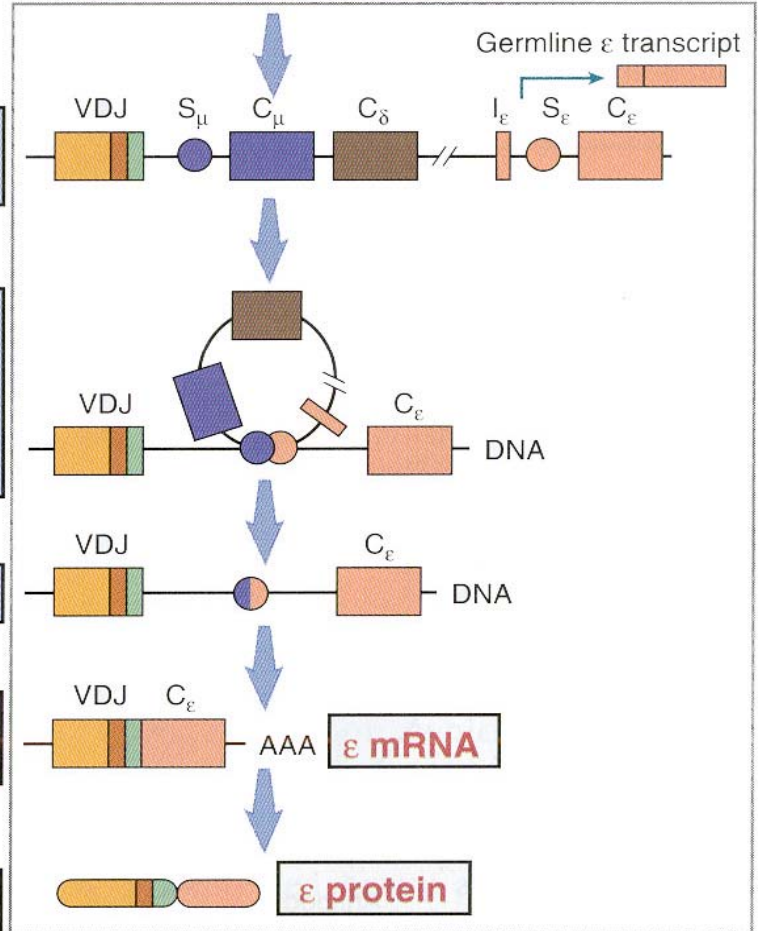 Germline ε transcript
VDJ Sμ Cμ Cδ Iε Sε Cε
VDJ Cε
DNA
VDJ Cε
DNA
VDJ Cε
AAA ε mRNA
ε protein